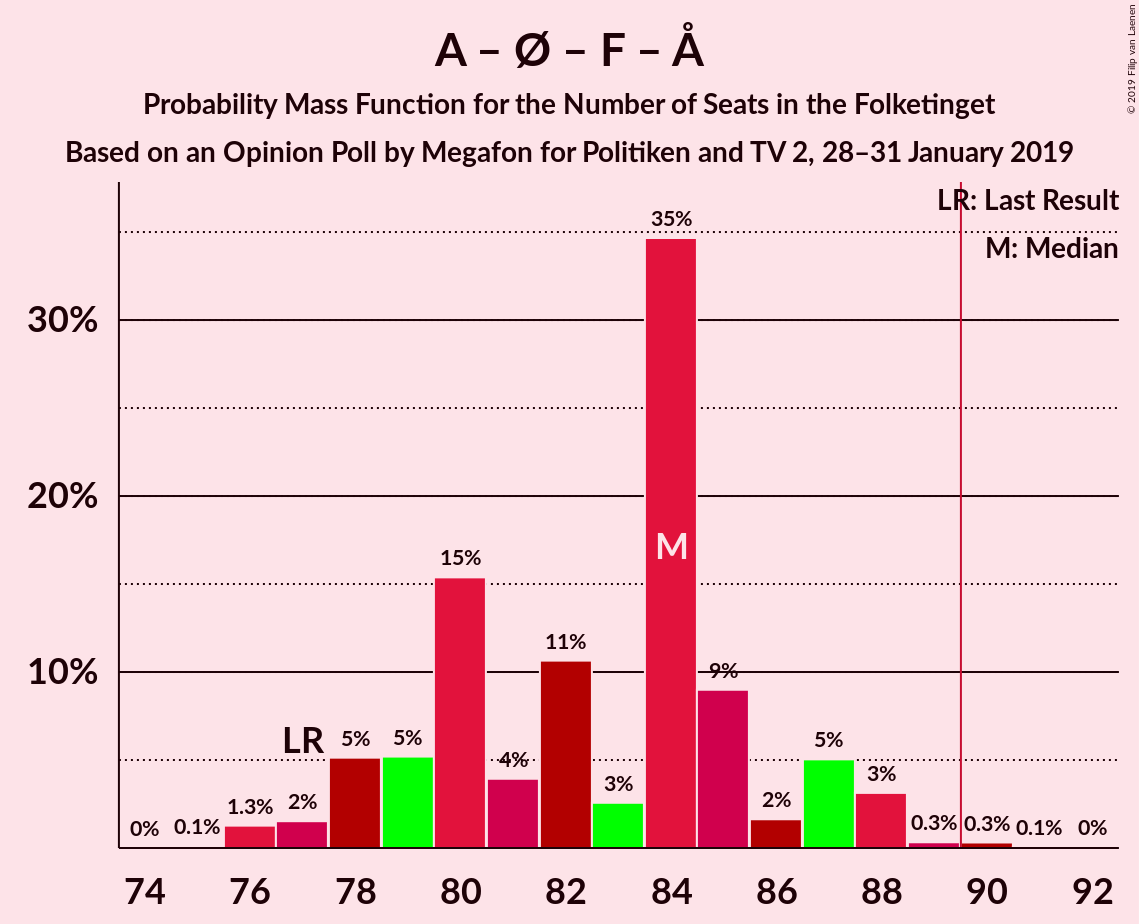 A – Ø – F – Å
Probability Mass Function for the Number of Seats in the Folketinget
Based on an Opinion Poll by Megafon for Politiken and TV 2, 28–31 January 2019
© 2019 Filip van Laenen
LR: Last Result
M: Median
30%
20%
10%
0%
0.1%
1.3%
2%
LR
5%
5%
15%
4%
11%
3%
35%
M
9%
2%
5%
3%
0.3%
0.3%
0.1%
0%
74 76 78 80 82 84 86 88 90 92